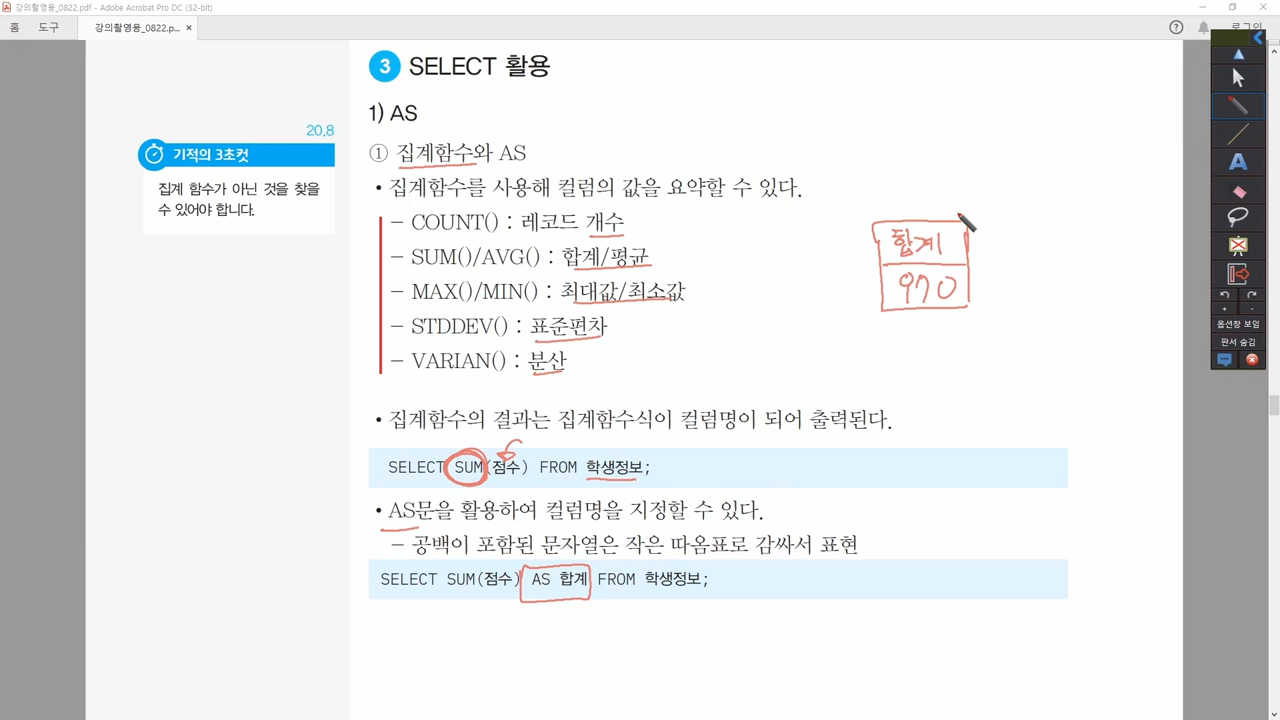 강의촬영용_0822.pdf - Adobe Acrobat Pro DC (32-bit)
홈 도구 강의촬영용_0822.p... × 로그인
3 SELECT 활용
1) AS
20.8
기적의 3초컷
집계 함수가 아닌 것을 찾을
수 있어야 합니다.
① 집계함수와 AS
• 집계함수를 사용해 컬럼의 값을 요약할 수 있다.
- COUNT() : 레코드 개수
- SUM()/AVG() : 합계/평균
- MAX()/MIN() : 최대값/최소값
- STDDEV() : 표준편차
- VARIAN() : 분산
합계
970
• 집계함수의 결과는 집계함수식이 컬럼명이 되어 출력된다.
SELECT SUM(점수) FROM 학생정보;
• AS문을 활용하여 컬럼명을 지정할 수 있다.
- 공백이 포함된 문자열은 작은 따옴표로 감싸서 표현
SELECT SUM(점수) AS 합계 FROM 학생정보;
옵션창 보임
판서 숨김